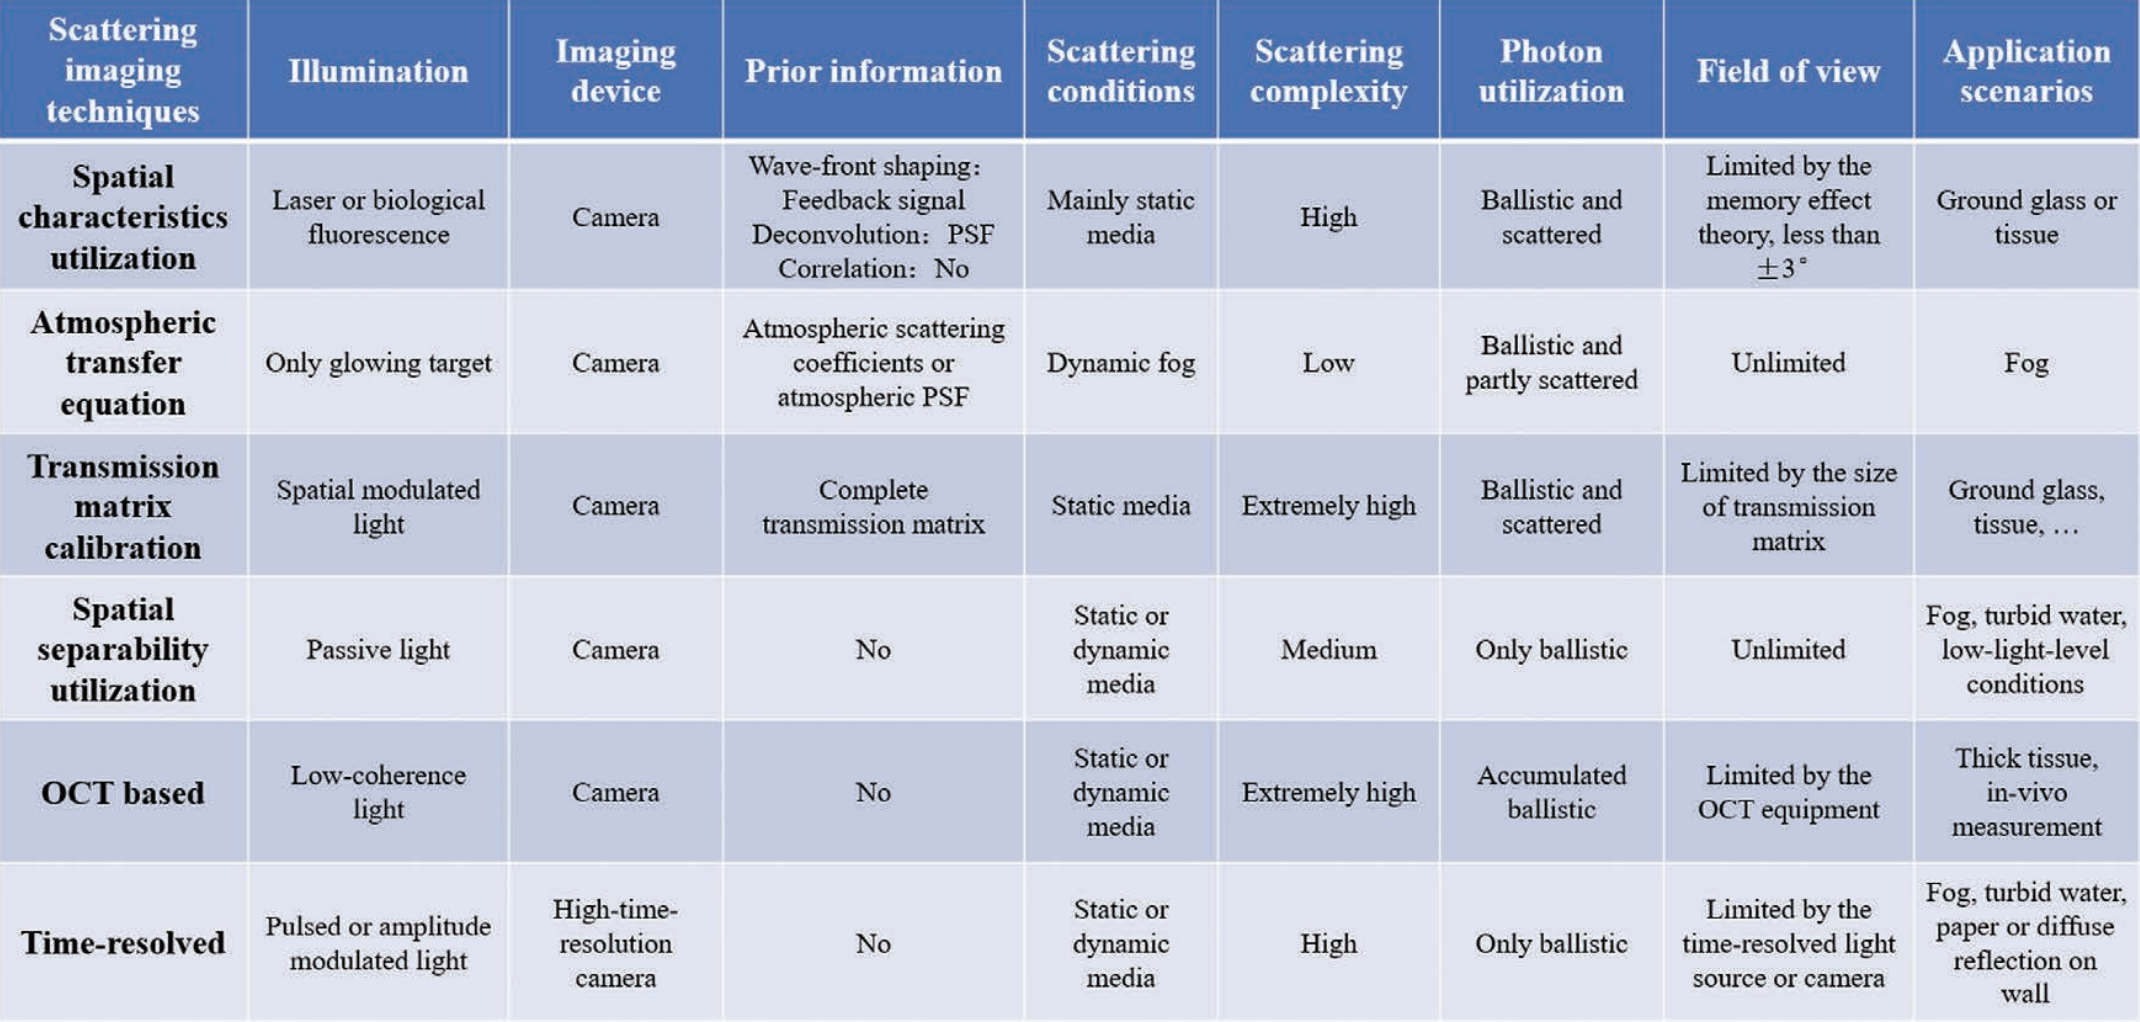 Scattering
imaging
techniques
Illumination
Imaging
device
Prior information
Scattering
conditions
Scattering
complexity
Photon
utilization
Field of view
Application
scenarios
Spatial
characteristics
utilization
Laser or biological
fluorescence
Camera
Wave-front shaping：
Feedback signal
Deconvolution：PSF
Correlation：No
Mainly static
media
High
Ballistic and
scattered
Limited by the
memory effect
theory, less than
±3°
Ground glass or
tissue
Atmospheric
transfer
equation
Only glowing target
Camera
Atmospheric scattering
coefficients or
atmospheric PSF
Dynamic fog
Low
Ballistic and
partly scattered
Unlimited
Fog
Transmission
matrix
calibration
Spatial modulated
light
Camera
Complete
transmission matrix
Static media
Extremely high
Ballistic and
scattered
Limited by the size
of transmission
matrix
Ground glass,
tissue, …
Spatial
separability
utilization
Passive light
Camera
No
Static or
dynamic
media
Medium
Only ballistic
Unlimited
Fog, turbid water,
low-light-level
conditions
OCT based
Low-coherence
light
Camera
No
Static or
dynamic
media
Extremely high
Accumulated
ballistic
Limited by the
OCT equipment
Thick tissue,
in-vivo
measurement
Time-resolved
Pulsed or amplitude
modulated light
High-time-
resolution
camera
No
Static or
dynamic
media
High
Only ballistic
Limited by the
time-resolved light
source or camera
Fog, turbid water,
paper or diffuse
reflection on
wall